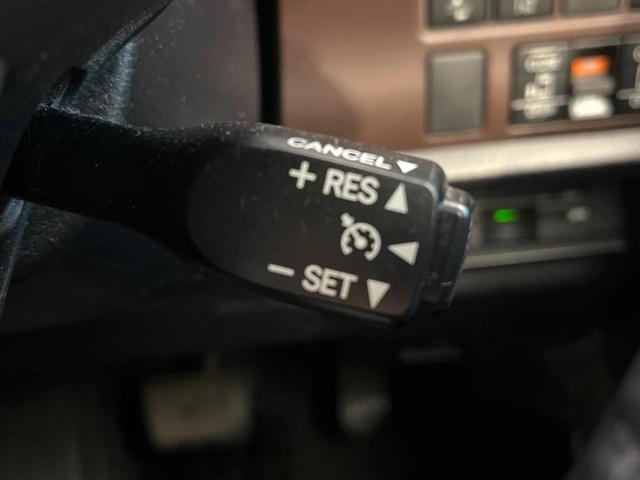 CANCEL▼
+ RES ▲
◀
− SET ▼